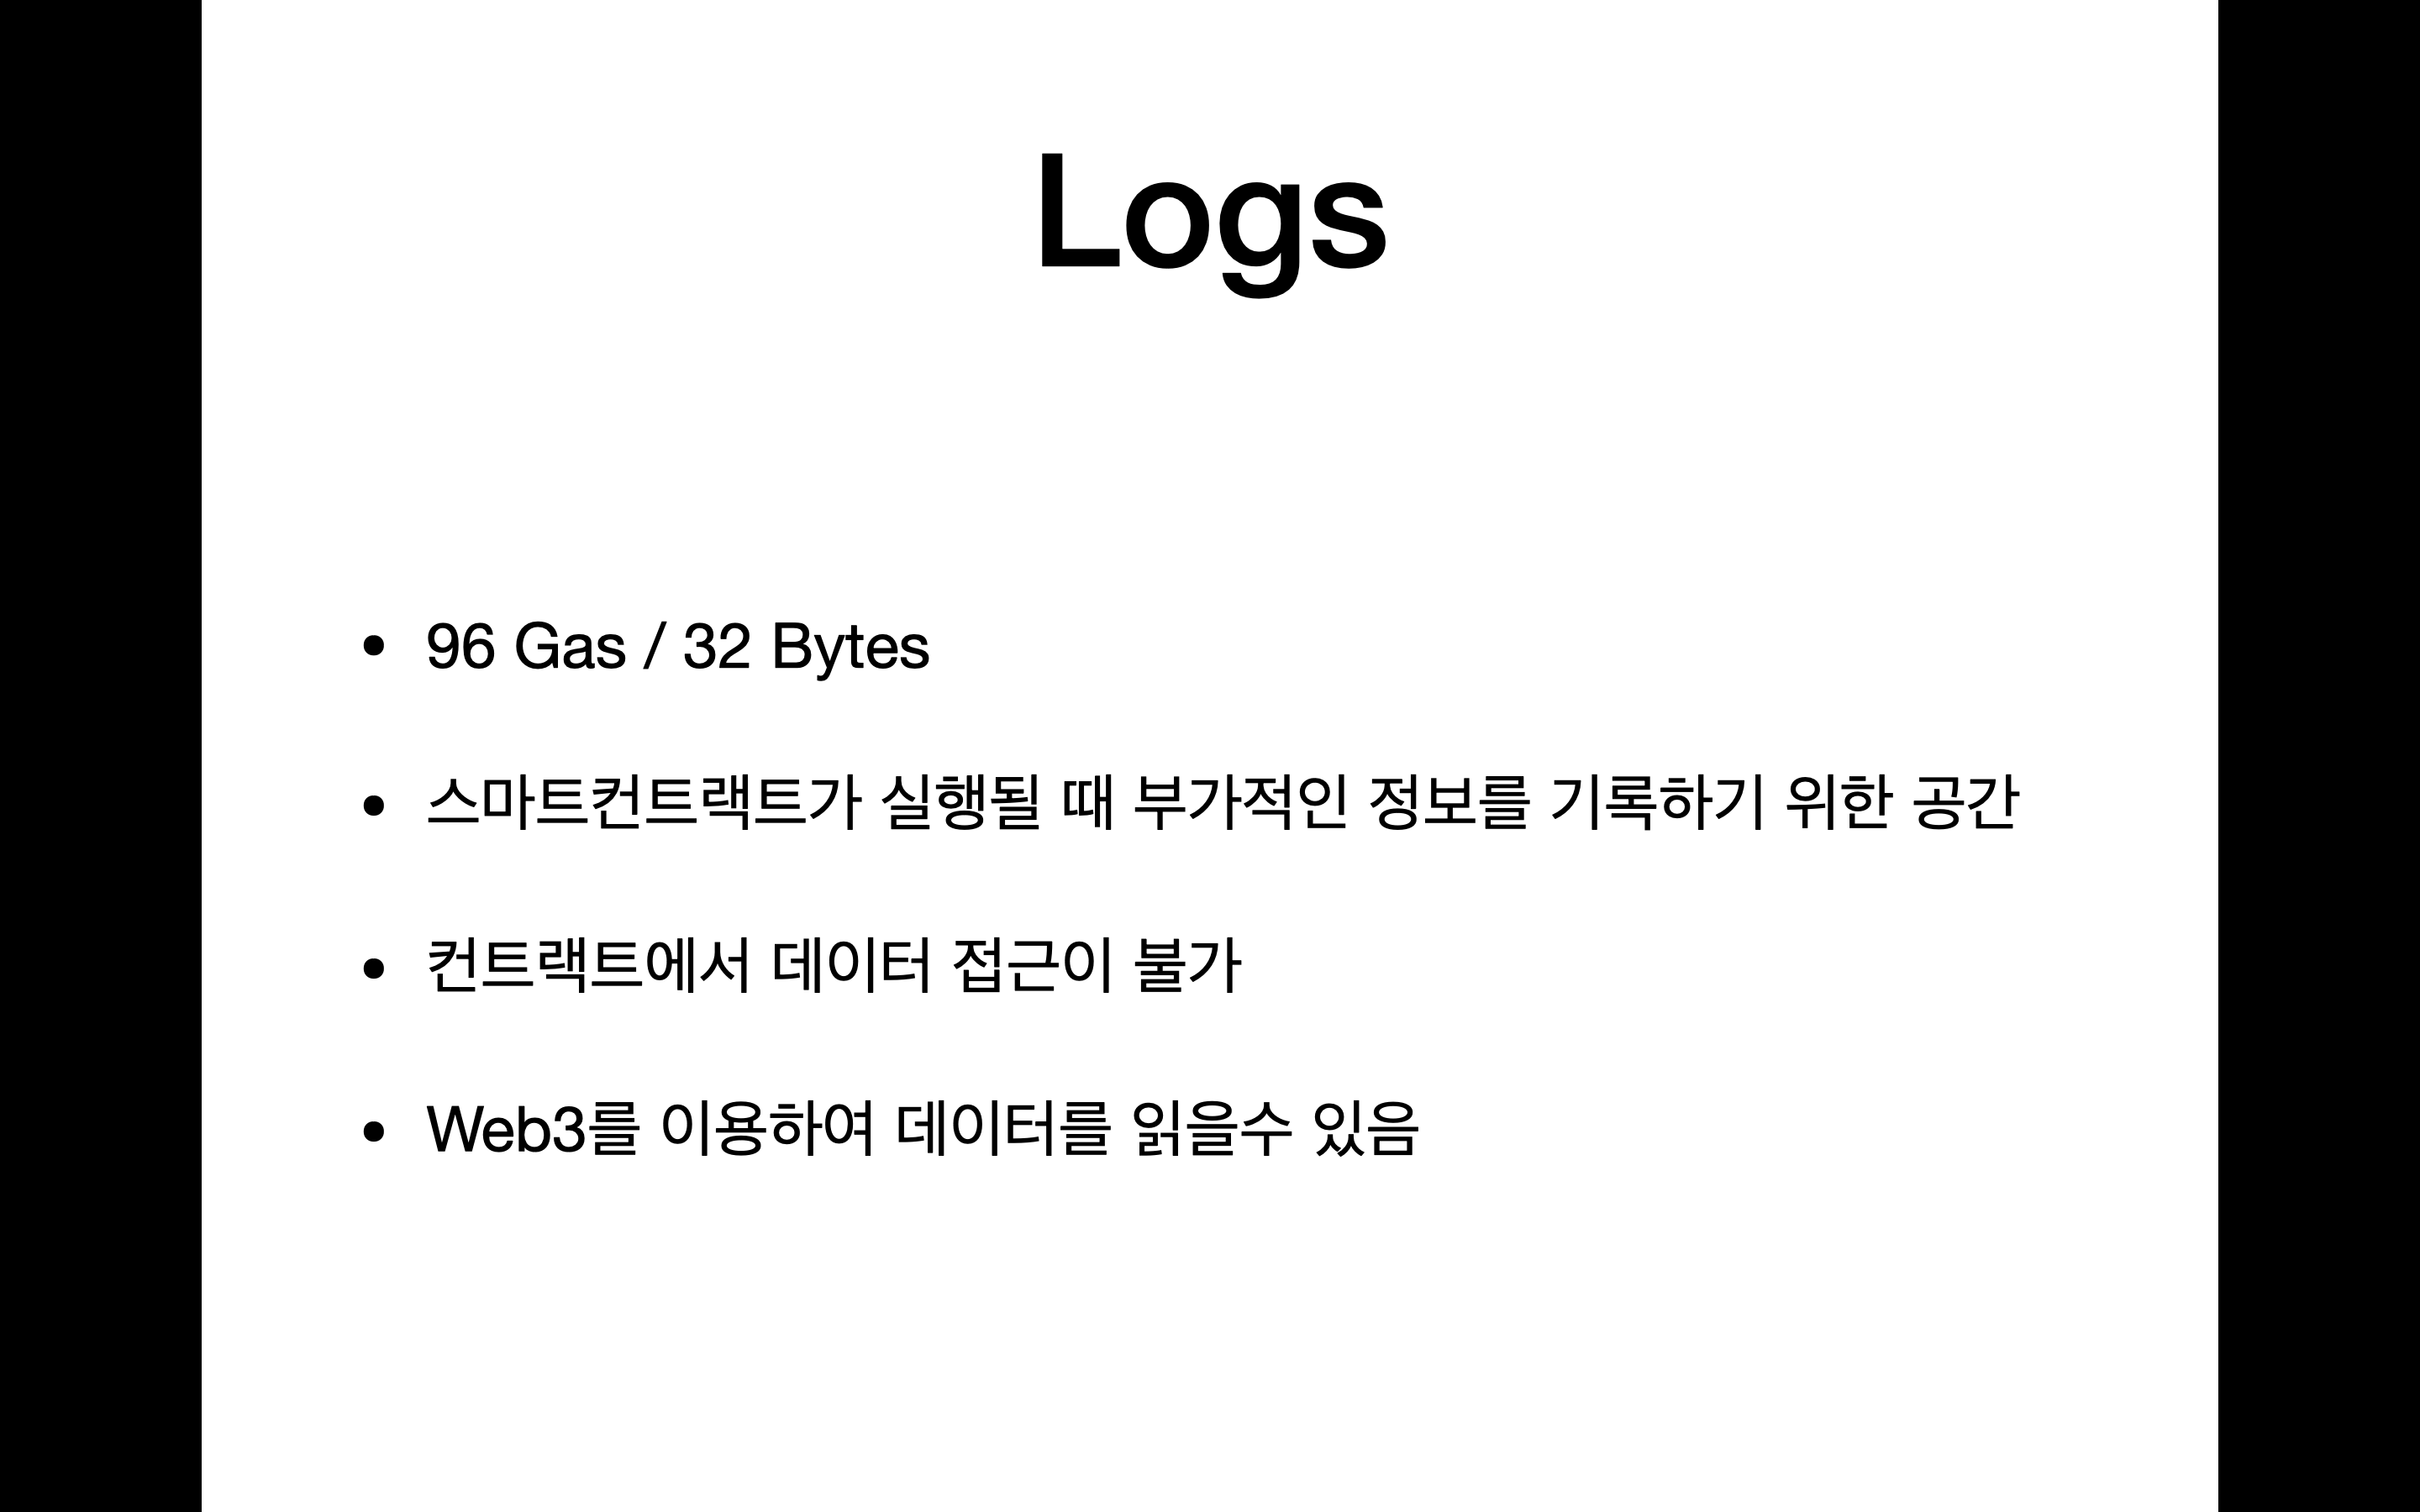 Logs
• 96 Gas / 32 Bytes
• 스마트컨트랙트가 실행될 때 부가적인 정보를 기록하기 위한 공간
• 컨트랙트에서 데이터 접근이 불가
• Web3를 이용하여 데이터를 읽을수 있음